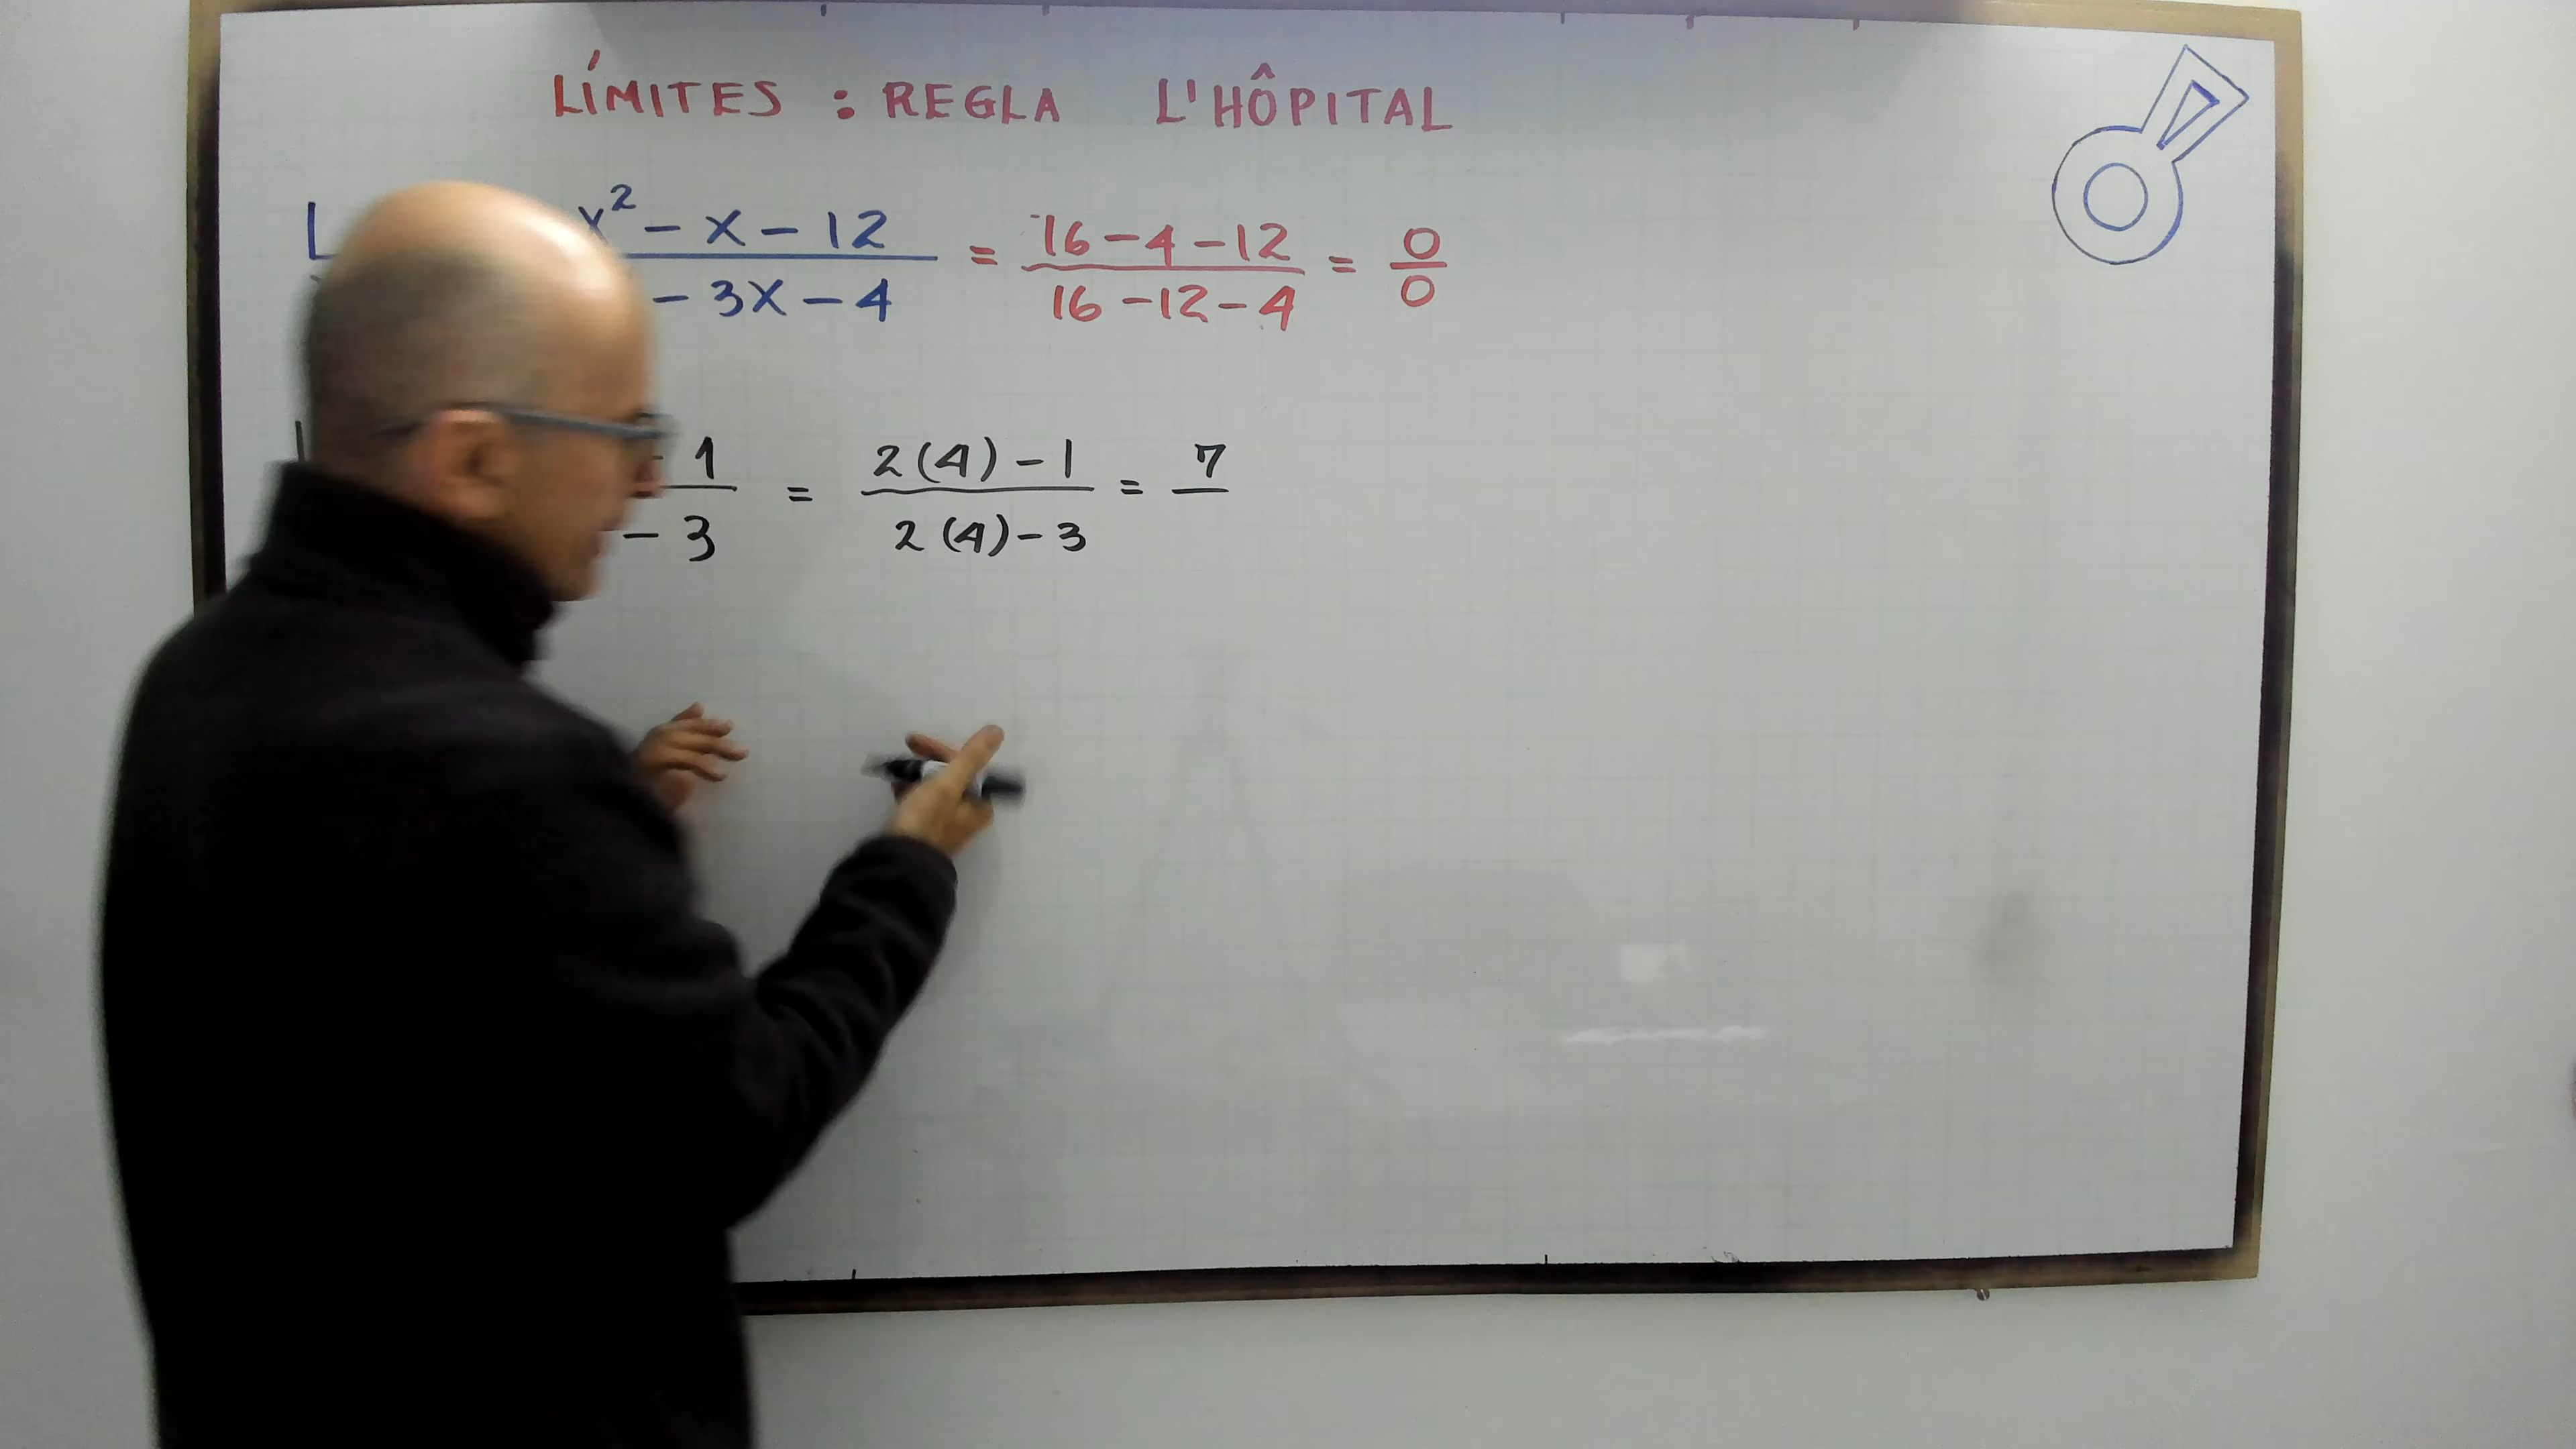 LÍMITES : REGLA L'HÔPITAL
L x² - x - 12 / - 3x - 4 = 16 - 4 - 12 / 16 - 12 - 4 = 0 / 0
- 1 / - 3 = 2(4) - 1 / 2(4) - 3 = 7 /